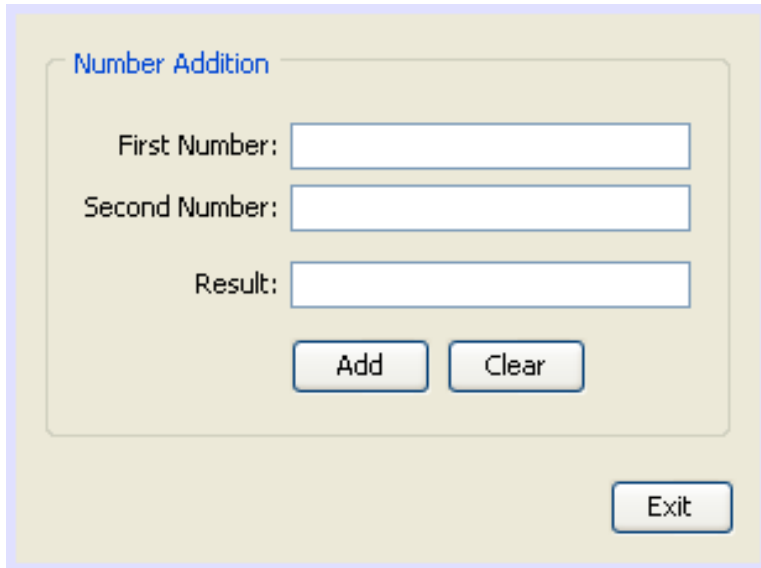 Number Addition
First Number:
Second Number:
Result:
Add Clear
Exit